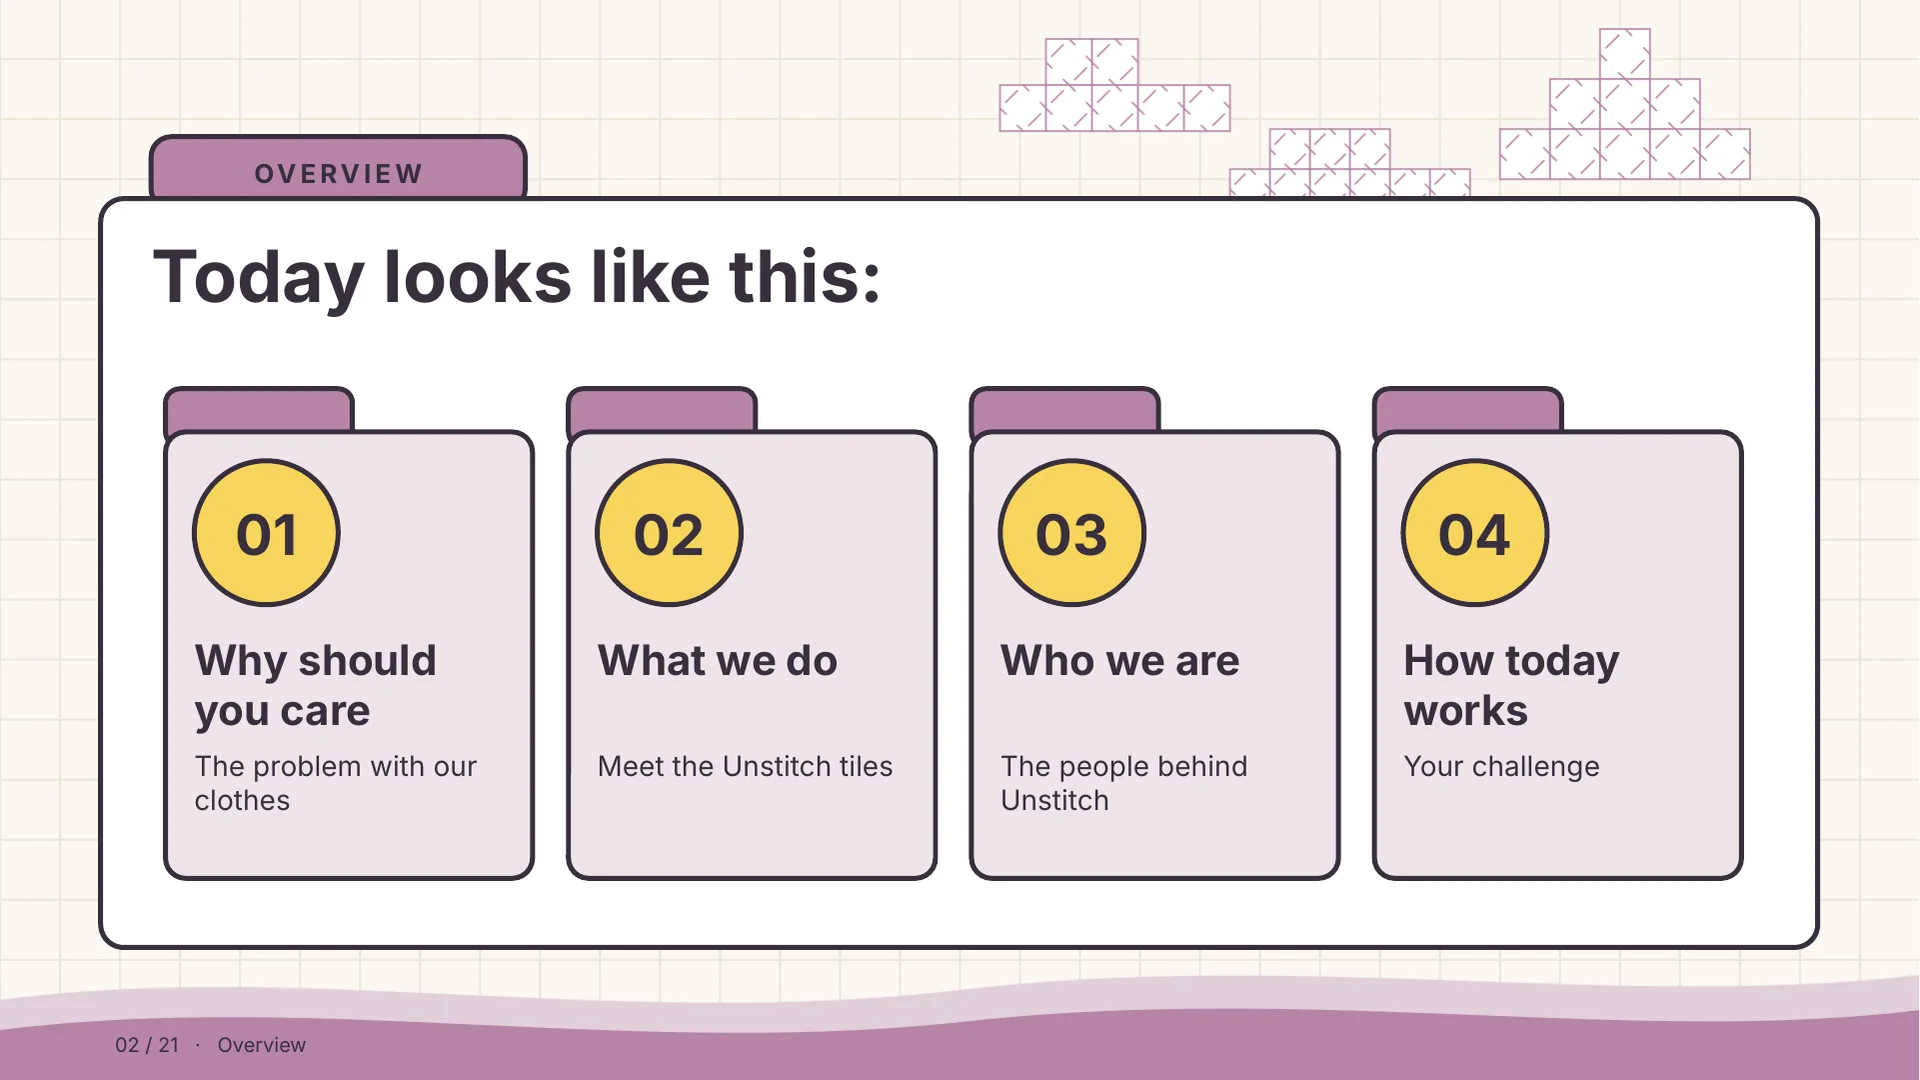 OVERVIEW
Today looks like this:
01
Why should
you care
The problem with our
clothes
02
What we do
Meet the Unstitch tiles
03
Who we are
The people behind
Unstitch
04
How today
works
Your challenge
02 / 21 · Overview